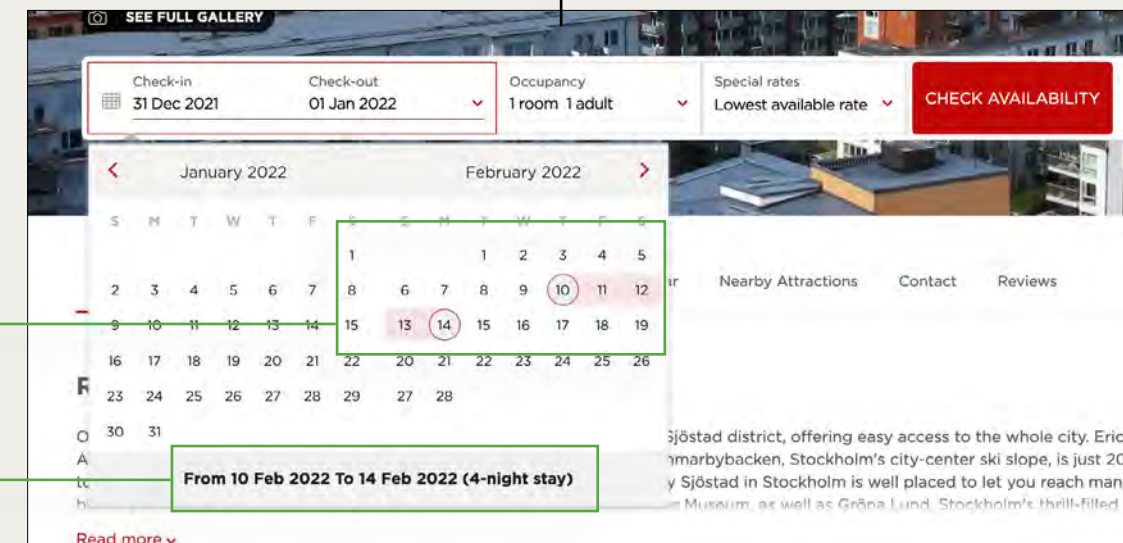 SEE FULL GALLERY
Check-in Check-out Occupancy Special rates
31 Dec 2021 01 Jan 2022 1 room 1 adult Lowest available rate CHECK AVAILABILITY
January 2022 February 2022
S M T W T F S S M T W T F S
1 1 2 3 4 5
2 3 4 5 6 7 8 6 7 8 9 10 11 12
Nearby Attractions Contact Reviews
9 10 11 12 13 14 15 13 14 15 16 17 18 19
16 17 18 19 20 21 22 20 21 22 23 24 25 26
23 24 25 26 27 28 29 27 28
30 31
Sjöstad district, offering easy access to the whole city. Eric
nmarbybacken, Stockholm's city-center ski slope, is just 20
From 10 Feb 2022 To 14 Feb 2022 (4-night stay)
y Sjöstad in Stockholm is well placed to let you reach man
Museum, as well as Gröna Lund, Stockholm's thrill-filled
Read more